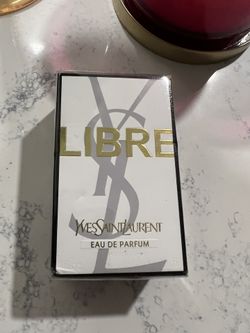 LIBRE
YVESSAINTLAURENT
EAU DE PARFUM